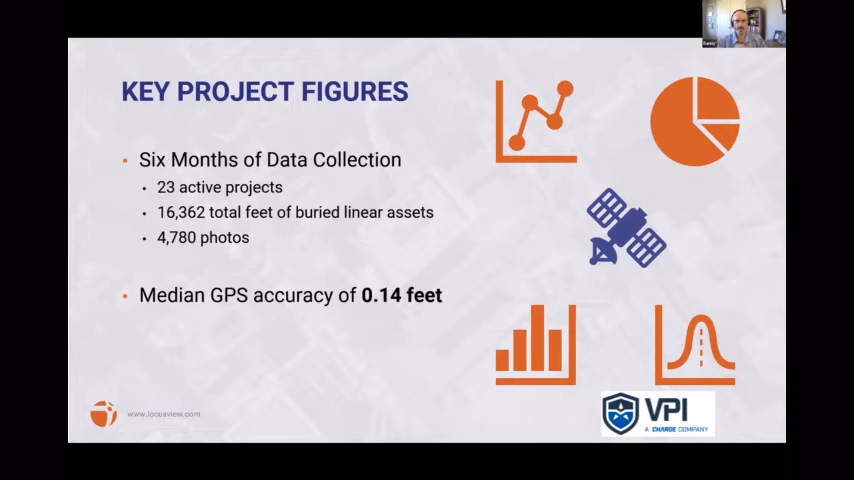 KEY PROJECT FIGURES
• Six Months of Data Collection
• 23 active projects
• 16,362 total feet of buried linear assets
• 4,780 photos
• Median GPS accuracy of 0.14 feet
www.locusview.com
VPI
A CHARGE COMPANY